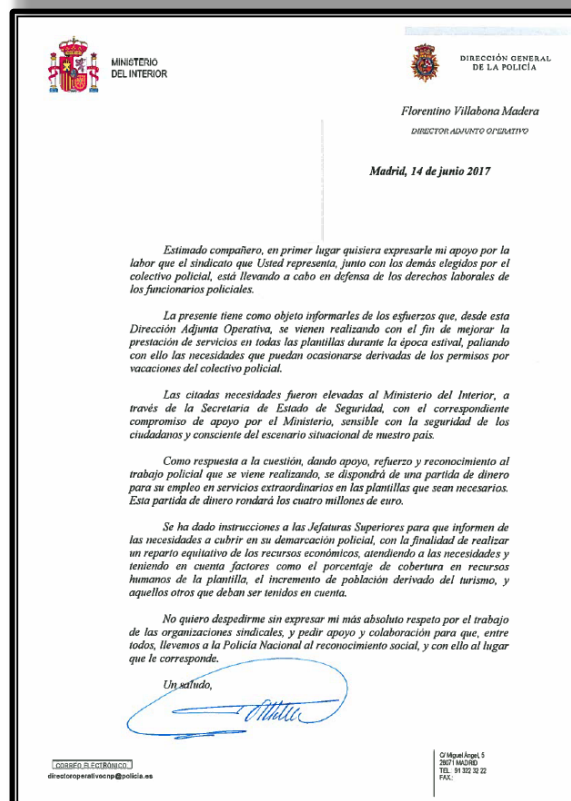 MINISTERIO
DEL INTERIOR
DIRECCIÓN GENERAL
DE LA POLICÍA
Florentino Villabona Madera
DIRECTOR ADJUNTO OPERATIVO
Madrid, 14 de junio 2017
Estimado compañero, en primer lugar quisiera expresarle mi apoyo por la
labor que el sindicato que Usted representa, junto con los demás elegidos por el
colectivo policial, está llevando a cabo en defensa de los derechos laborales de
los funcionarios policiales.
La presente tiene como objeto informarles de los esfuerzos que, desde esta
Dirección Adjunta Operativa, se vienen realizando con el fin de mejorar la
prestación de servicios en todas las plantillas durante la época estival, paliando
con ello las necesidades que puedan ocasionarse derivadas de los permisos por
vacaciones del colectivo policial.
Las citadas necesidades fueron elevadas al Ministerio del Interior, a
través de la Secretaria de Estado de Seguridad, con el correspondiente
compromiso de apoyo por el Ministerio, sensible con la seguridad de los
ciudadanos y consciente del escenario situacional de nuestro país.
Como respuesta a la cuestión, dando apoyo, refuerzo y reconocimiento al
trabajo policial que se viene realizando, se dispondrá de una partida de dinero
para su empleo en servicios extraordinarios en las plantillas que sean necesarios.
Esta partida de dinero rondará los cuatro millones de euro.
Se ha dado instrucciones a las Jefaturas Superiores para que informen de
las necesidades a cubrir en su demarcación policial, con la finalidad de realizar
un reparto equitativo de los recursos económicos, atendiendo a las necesidades y
teniendo en cuenta factores como el porcentaje de cobertura en recursos
humanos de la plantilla, el incremento de población derivado del turismo, y
aquellos otros que deban ser tenidos en cuenta.
No quiero despedirme sin expresar mi más absoluto respeto por el trabajo
de las organizaciones sindicales, y pedir apoyo y colaboración para que, entre
todos, llevemos a la Policía Nacional al reconocimiento social, y con ello al lugar
que le corresponde.
Un saludo,
CORREO ELECTRÓNICO
directoroperativocnp@policia.es
C/ Miguel Ángel, 5
28071 MADRID
TEL.: 91 322 32 22
FAX.: